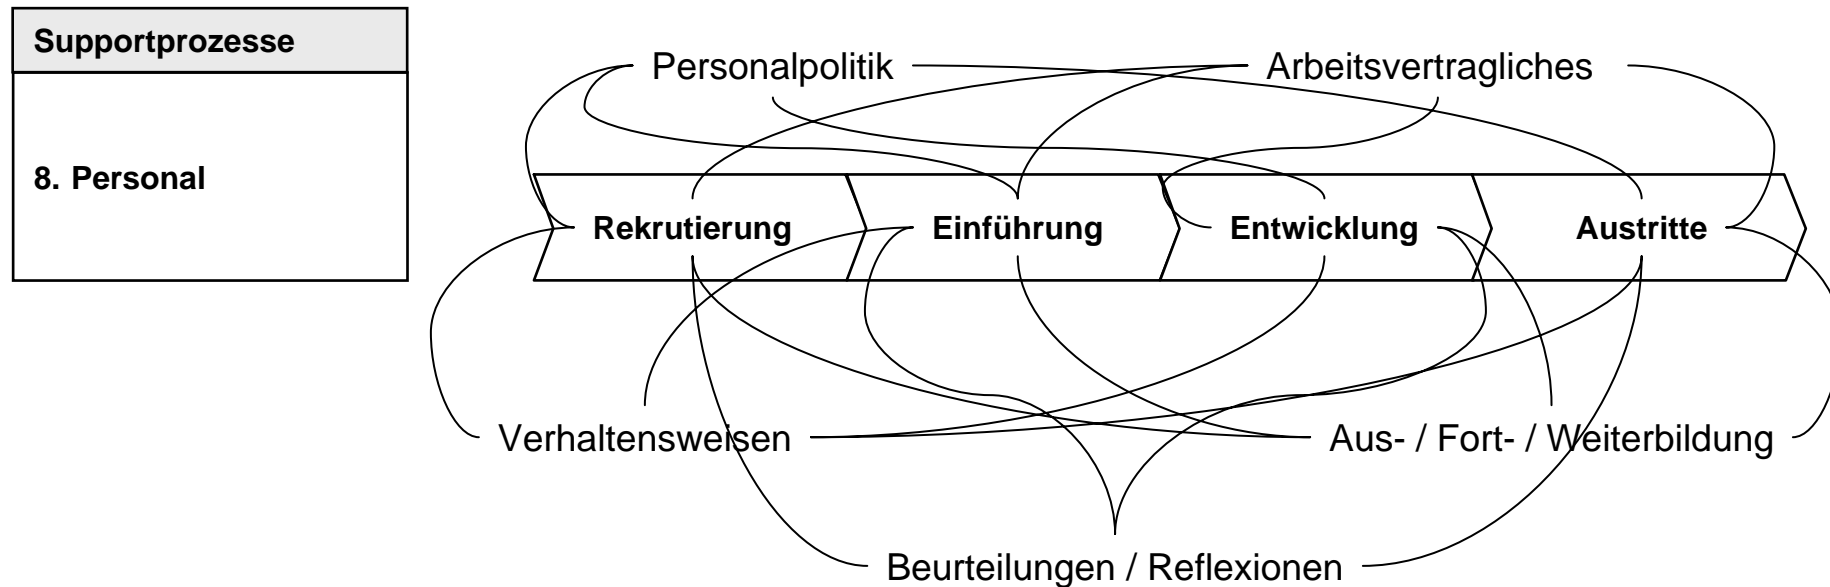 Supportprozesse
8. Personal
Personalpolitik
Arbeitsvertragliches
Rekrutierung
Einführung
Entwicklung
Austritte
Verhaltensweisen
Aus- / Fort- / Weiterbildung
Beurteilungen / Reflexionen